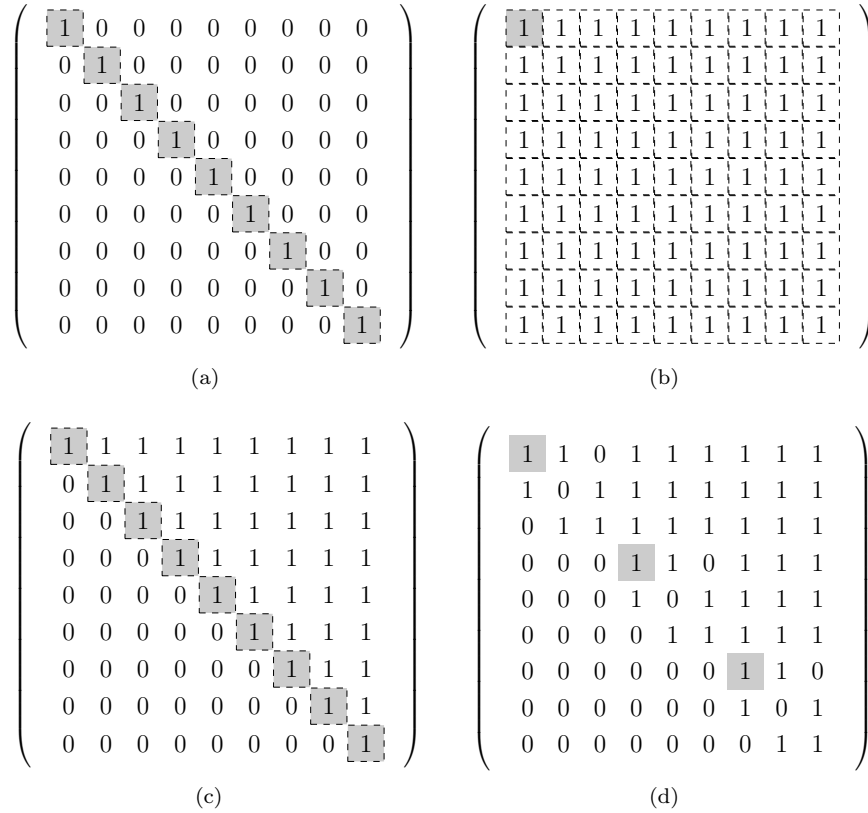 1 0 0 0 0 0 0 0 0
0 1 0 0 0 0 0 0 0
0 0 1 0 0 0 0 0 0
0 0 0 1 0 0 0 0 0
0 0 0 0 1 0 0 0 0
0 0 0 0 0 1 0 0 0
0 0 0 0 0 0 1 0 0
0 0 0 0 0 0 0 1 0
0 0 0 0 0 0 0 0 1
(a)
1 1 1 1 1 1 1 1 1
1 1 1 1 1 1 1 1 1
1 1 1 1 1 1 1 1 1
1 1 1 1 1 1 1 1 1
1 1 1 1 1 1 1 1 1
1 1 1 1 1 1 1 1 1
1 1 1 1 1 1 1 1 1
1 1 1 1 1 1 1 1 1
1 1 1 1 1 1 1 1 1
(b)
1 1 1 1 1 1 1 1 1
0 1 1 1 1 1 1 1 1
0 0 1 1 1 1 1 1 1
0 0 0 1 1 1 1 1 1
0 0 0 0 1 1 1 1 1
0 0 0 0 0 1 1 1 1
0 0 0 0 0 0 1 1 1
0 0 0 0 0 0 0 1 1
0 0 0 0 0 0 0 0 1
(c)
1 1 0 1 1 1 1 1 1
1 0 1 1 1 1 1 1 1
0 1 1 1 1 1 1 1 1
0 0 0 1 1 0 1 1 1
0 0 0 1 0 1 1 1 1
0 0 0 0 1 1 1 1 1
0 0 0 0 0 0 1 1 0
0 0 0 0 0 0 1 0 1
0 0 0 0 0 0 0 1 1
(d)